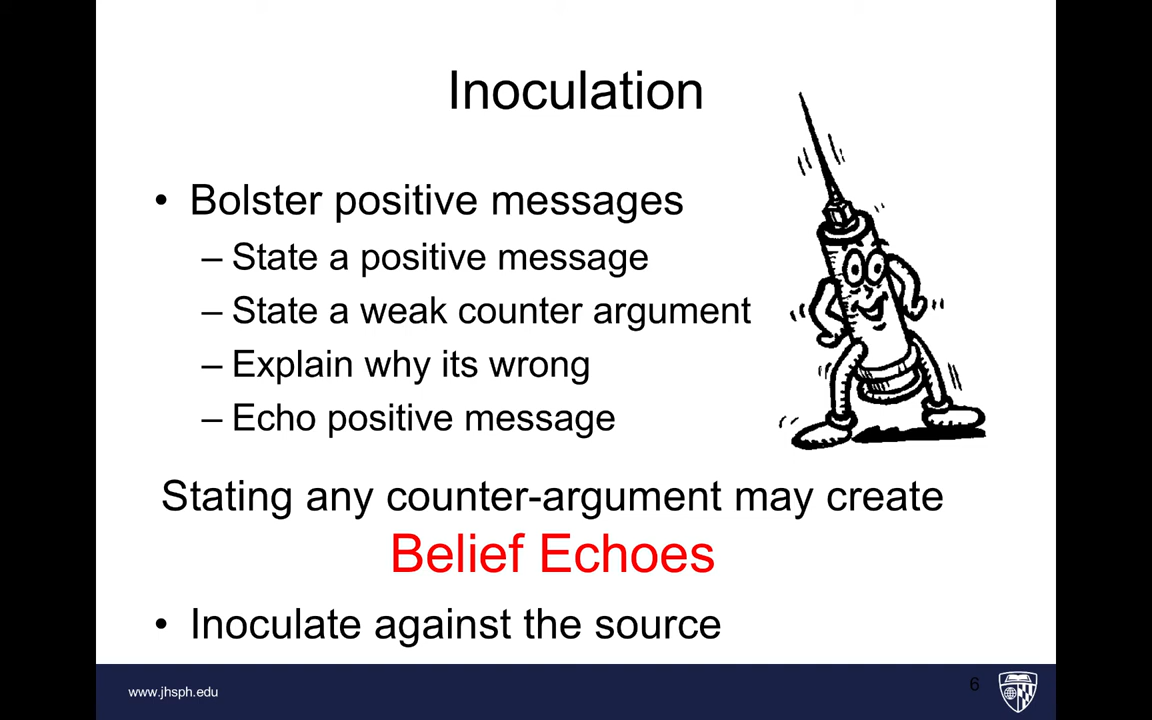 Inoculation
• Bolster positive messages
– State a positive message
– State a weak counter argument
– Explain why its wrong
– Echo positive message
Stating any counter-argument may create
Belief Echoes
• Inoculate against the source
www.jhsph.edu
6